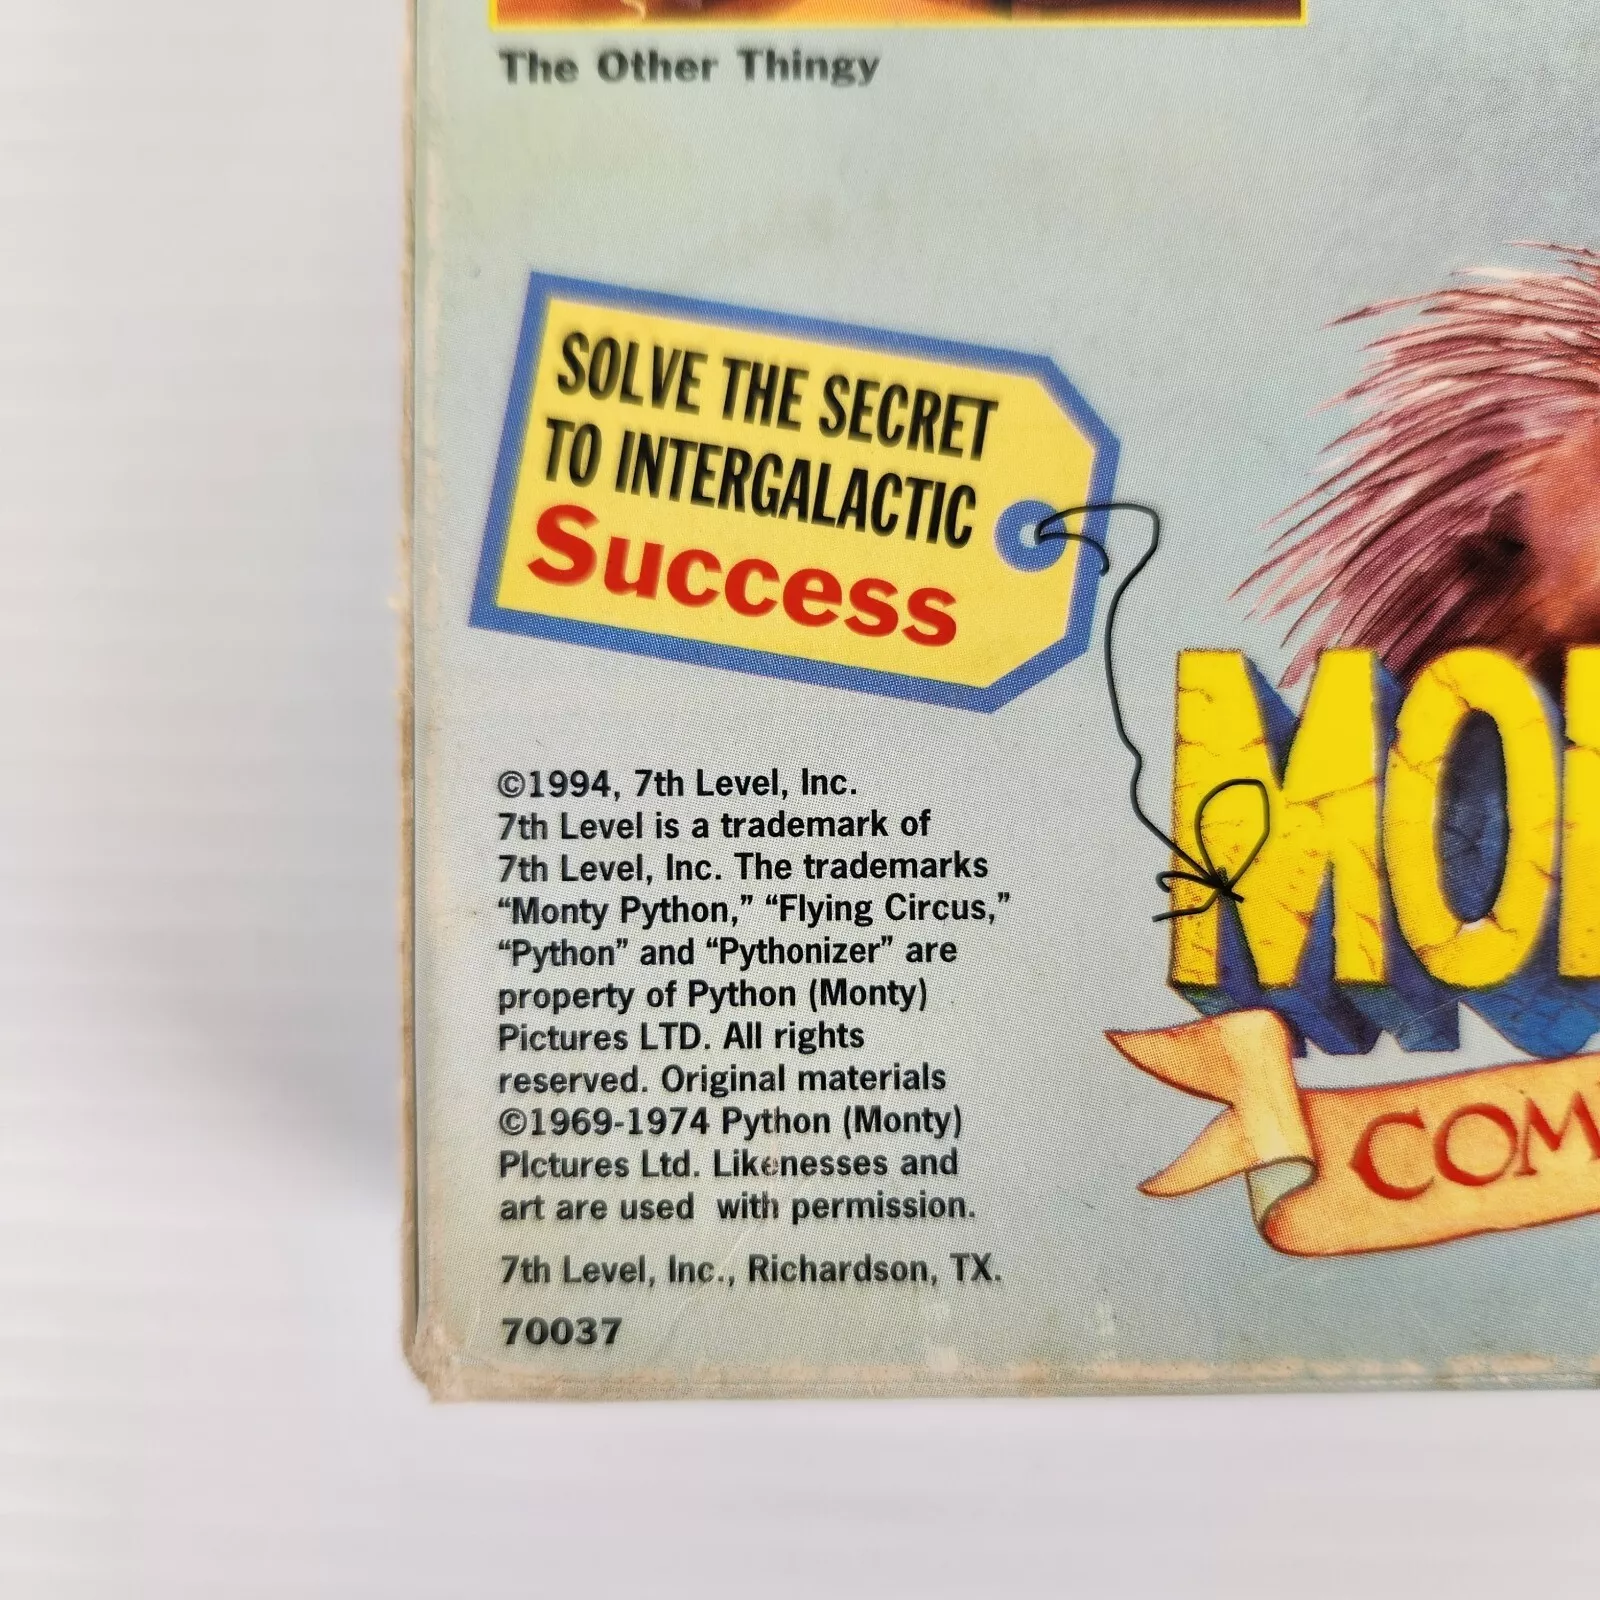 The Other Thingy
SOLVE THE SECRET
TO INTERGALACTIC
Success
©1994, 7th Level, Inc.
7th Level is a trademark of
7th Level, Inc. The trademarks
“Monty Python,” “Flying Circus,”
“Python” and “Pythonizer” are
property of Python (Monty)
Pictures LTD. All rights
reserved. Original materials
©1969-1974 Python (Monty)
PIctures Ltd. Likenesses and
art are used with permission.
7th Level, Inc., Richardson, TX.
70037
MO
COM